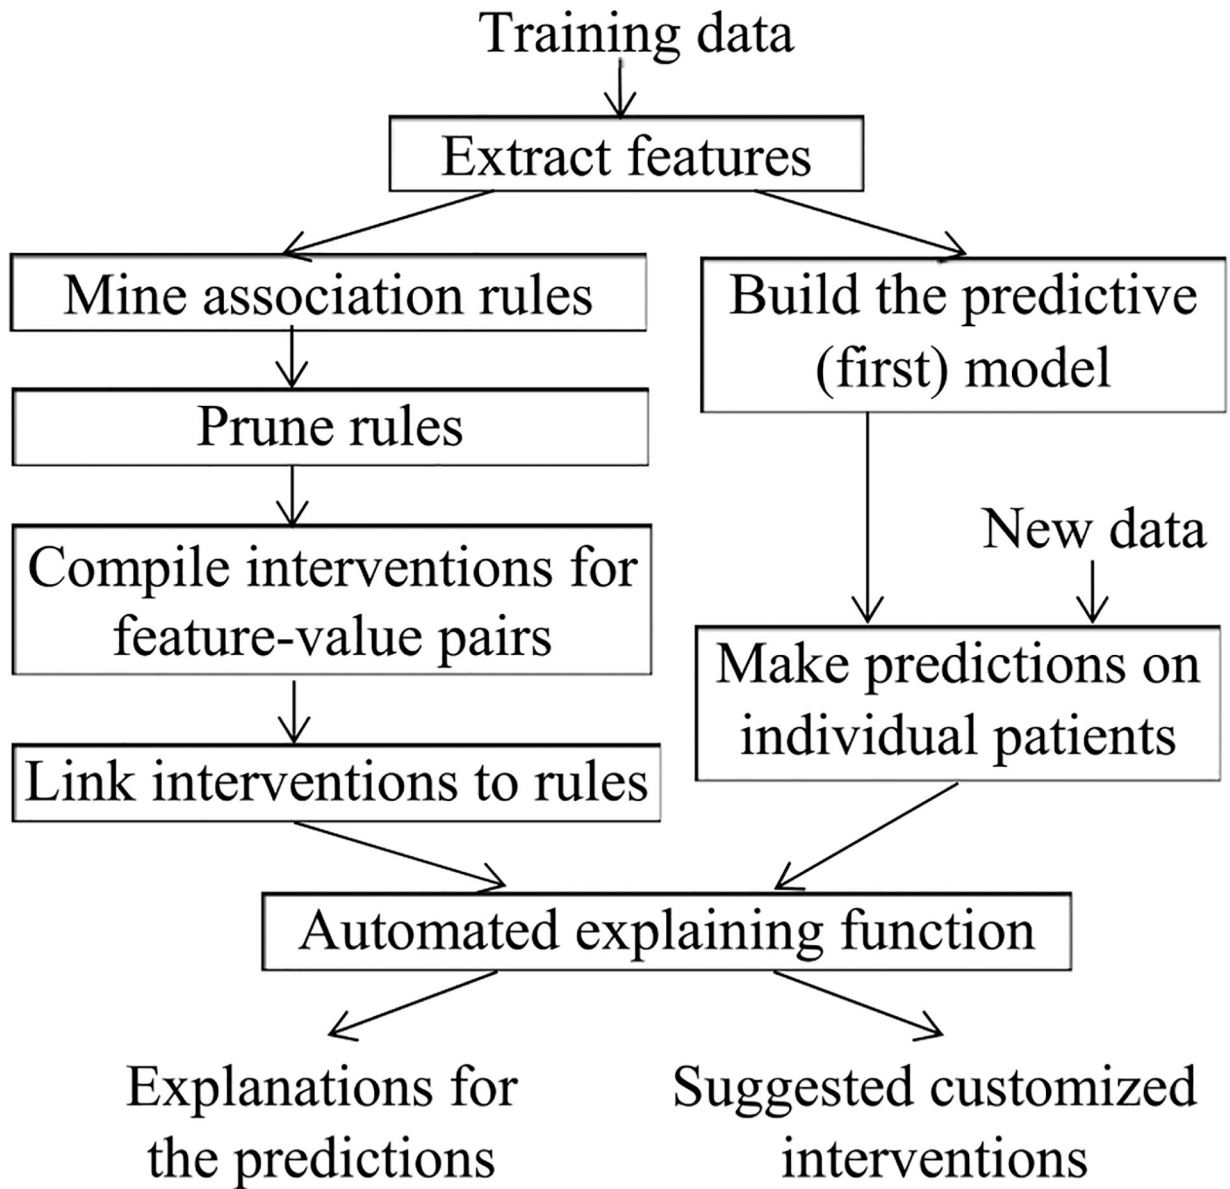 Training data
Extract features
Mine association rules
Build the predictive
(first) model
Prune rules
New data
Compile interventions for
feature-value pairs
Make predictions on
individual patients
Link interventions to rules
Automated explaining function
Explanations for
the predictions
Suggested customized
interventions